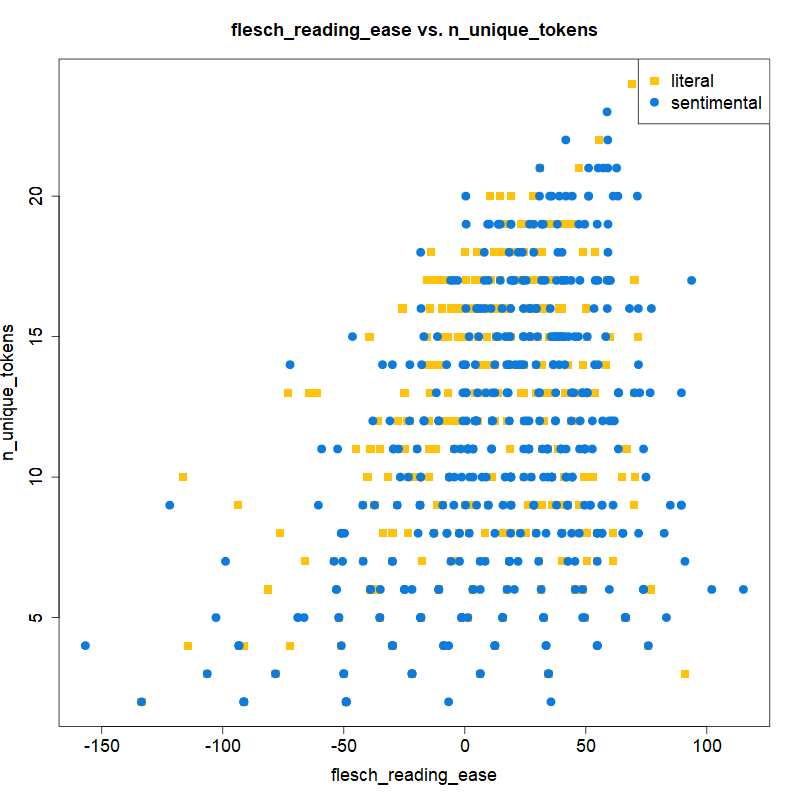 flesch_reading_ease vs. n_unique_tokens
literal
sentimental
n_unique_tokens
20
15
10
5
-150 -100 -50 0 50 100
flesch_reading_ease